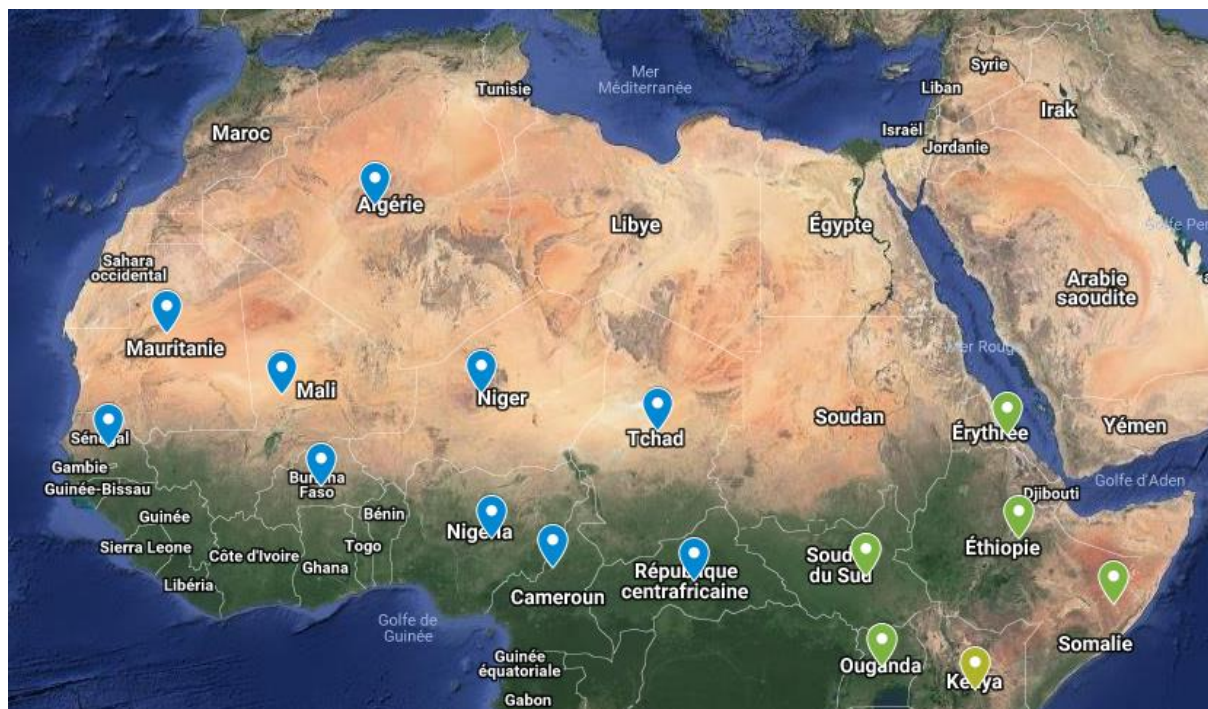 Syrie
Mer
Méditerranée
Liban
Tunisie
Irak
Maroc
Israël
Jordanie
Algérie
Libye
Égypte
Golfe Per
Sahara
occidental
Arabie
saoudite
Mauritanie
Mer Rouge
Mali
Niger
Soudan
Tchad
Érythrée
Yémen
Sénégal
Gambie
Burkina
Faso
Golfe d'Aden
Guinée-Bissau
Djibouti
Guinée
Bénin
Nigéria
Sierra Leone
Côte d'Ivoire
Togo
Ghana
Éthiopie
Soudan
du Sud
République
centrafricaine
Libéria
Cameroun
Golfe de
Guinée
Somalie
Guinée
équatoriale
Ouganda
Kenya
Gabon